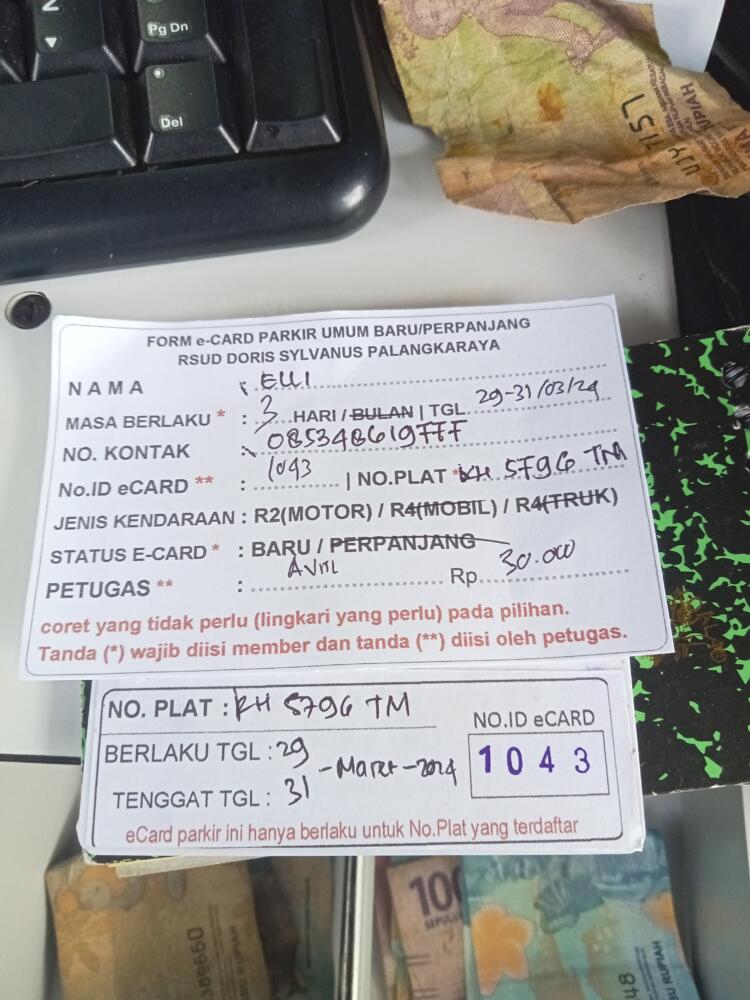 Pg Dn
Del
UJY7157
RUPIAH
FORM e-CARD PARKIR UMUM BARU/PERPANJANG
RSUD DORIS SYLVANUS PALANGKARAYA
NAMA : ELLI
MASA BERLAKU * : 3 HARI / BULAN | TGL 29-31/03/24
NO. KONTAK : 085348619777
No.ID eCARD ** : 1043 | NO.PLAT * KH 5796 TM
JENIS KENDARAAN : R2(MOTOR) / R4(MOBIL) / R4(TRUK)
STATUS E-CARD * : BARU / PERPANJANG
PETUGAS ** : Rp. 30.000
coret yang tidak perlu (lingkari yang perlu) pada pilihan.
Tanda (*) wajib diisi member dan tanda (**) diisi oleh petugas.
NO. PLAT : KH 5796 TM
NO.ID eCARD
1043
BERLAKU TGL : 29
TENGGAT TGL : 31
-Maret-2024
eCard parkir ini hanya berlaku untuk No.Plat yang terdaftar
RUPIAH
100
SEPULU
48
BU RUPIAH